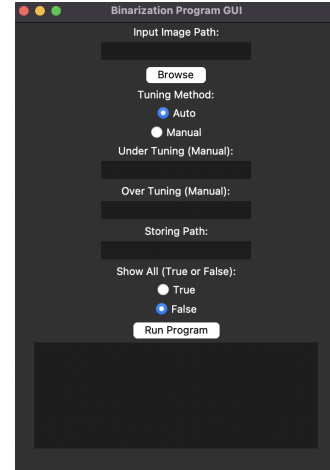 Binarization Program GUI
Input Image Path:
Browse
Tuning Method:
Auto
Manual
Under Tuning (Manual):
Over Tuning (Manual):
Storing Path:
Show All (True or False):
True
False
Run Program